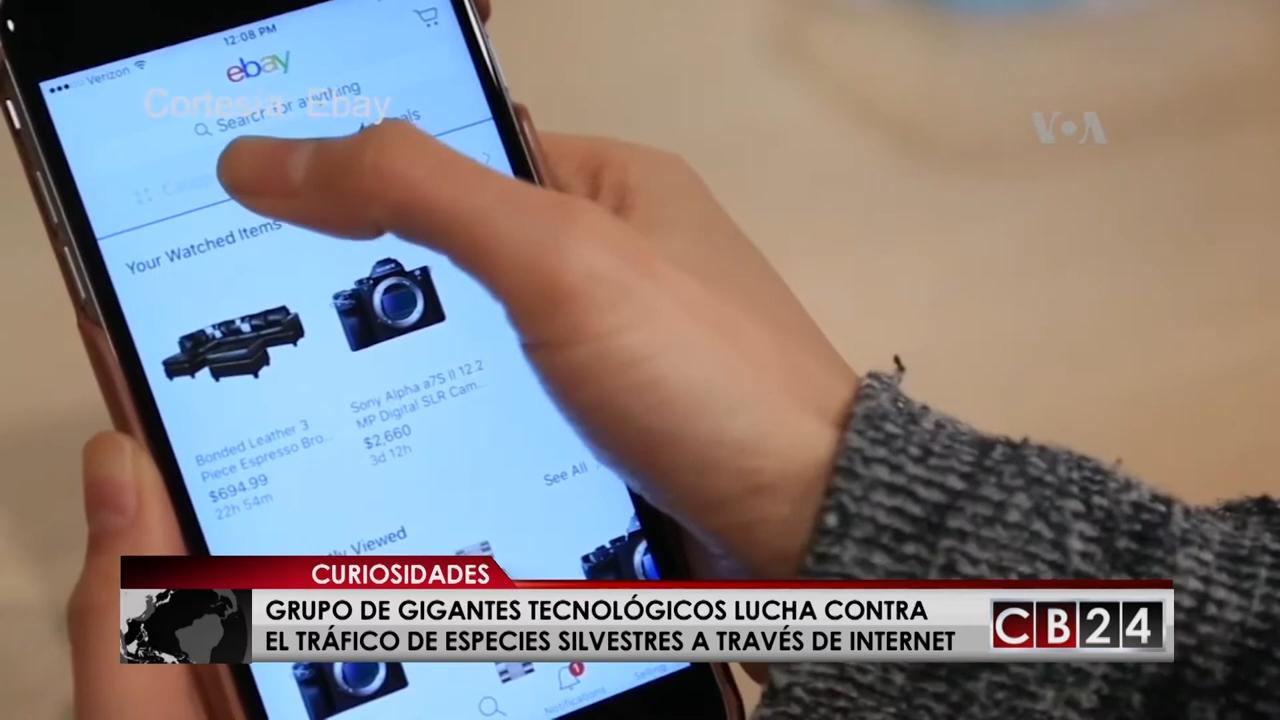 12:08 PM
Verizon
ebay
Cortesía: Ebay
Search for anything
VOA
Your Watched Items
Bonded Leather 3
Piece Espresso Bro...
$694.99
22h 54m
Sony Alpha a7S II 12.2
MP Digital SLR Cam...
$2,660
3d 12h
See All
Viewed
CURIOSIDADES
GRUPO DE GIGANTES TECNOLÓGICOS LUCHA CONTRA
EL TRÁFICO DE ESPECIES SILVESTRES A TRAVÉS DE INTERNET
CB24
1
Notifications
Selling